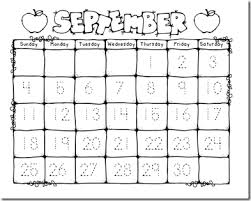 SEPTEMBER
Sunday Monday Tuesday Wednesday Thursday Friday Saturday
1 2 3
4 5 6 7 8 9 10
11 12 13 14 15 16 17
18 19 20 21 22 23 24
25 26 27 28 29 30